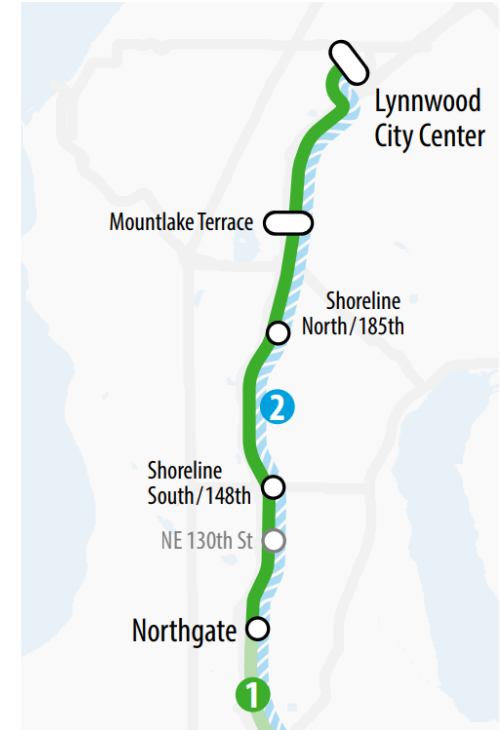 Lynnwood
City Center
Mountlake Terrace
Shoreline
North/185th
2
Shoreline
South/148th
NE 130th St
Northgate
1